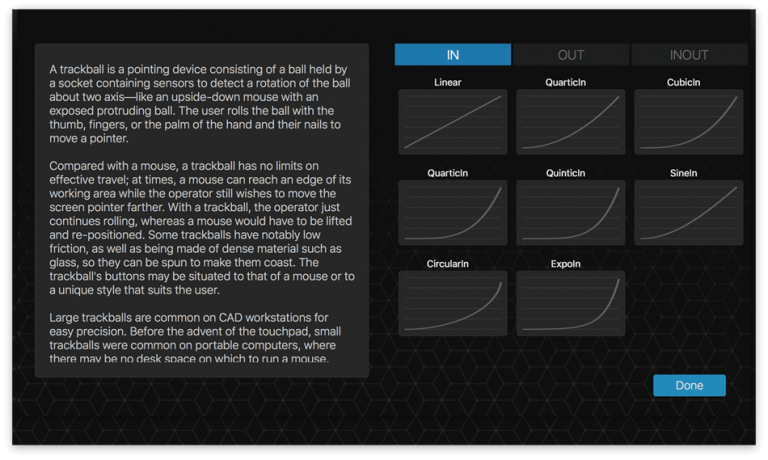 A trackball is a pointing device consisting of a ball held by
a socket containing sensors to detect a rotation of the ball
about two axis—like an upside-down mouse with an
exposed protruding ball. The user rolls the ball with the
thumb, fingers, or the palm of the hand and their nails to
move a pointer.
Compared with a mouse, a trackball has no limits on
effective travel; at times, a mouse can reach an edge of its
working area while the operator still wishes to move the
screen pointer farther. With a trackball, the operator just
continues rolling, whereas a mouse would have to be lifted
and re-positioned. Some trackballs have notably low
friction, as well as being made of dense material such as
glass, so they can be spun to make them coast. The
trackball's buttons may be situated to that of a mouse or to
a unique style that suits the user.
Large trackballs are common on CAD workstations for
easy precision. Before the advent of the touchpad, small
trackballs were common on portable computers, where
there may be no desk space on which to run a mouse.
IN
OUT
INOUT
Linear
QuarticIn
CubicIn
QuarticIn
QuinticIn
SineIn
CircularIn
ExpoIn
Done